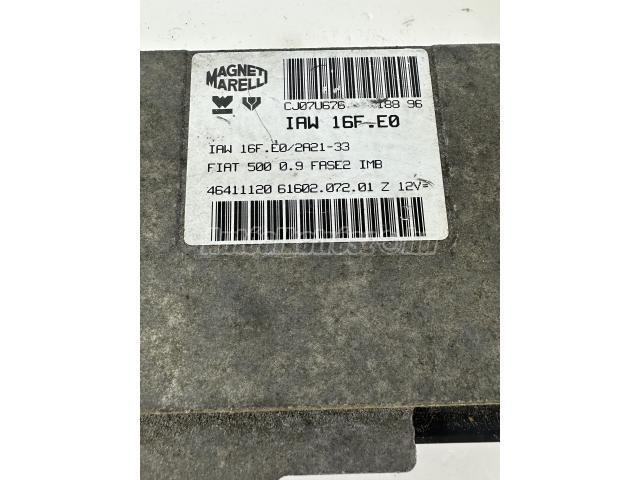 MAGNETI
MARELLI
CJ07U676 188 96
IAW 16F.E0
IAW 16F.E0/2A21-33
FIAT 500 0.9 FASE2 IMB
46411120 61602.072.01 Z 12V=